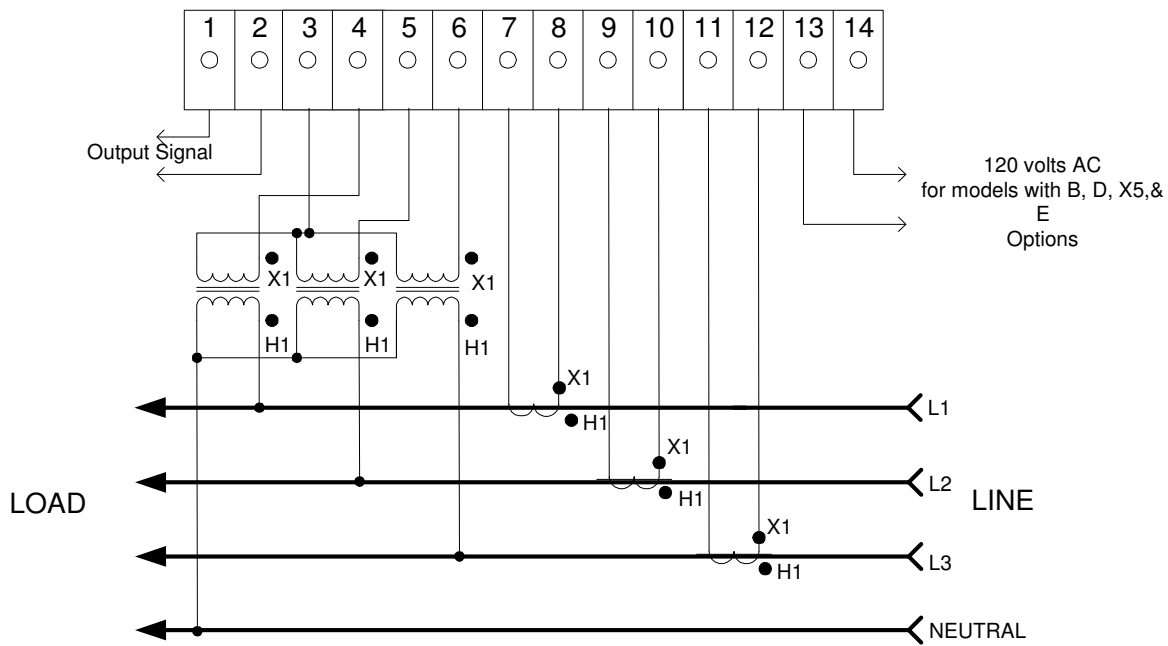 1 2 3 4 5 6 7 8 9 10 11 12 13 14
Output Signal
120 volts AC
for models with B, D, X5,&
E
Options
X1 X1 X1
H1 H1 H1
X1
H1
L1
X1
H1
L2
LOAD
LINE
X1
H1
L3
NEUTRAL